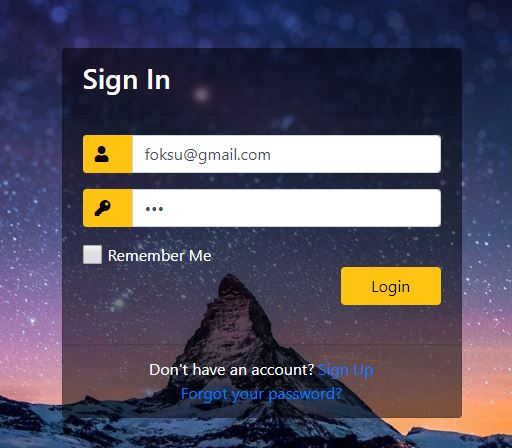 Sign In
foksu@gmail.com
•••
Remember Me
Login
Don't have an account? Sign Up
Forgot your password?